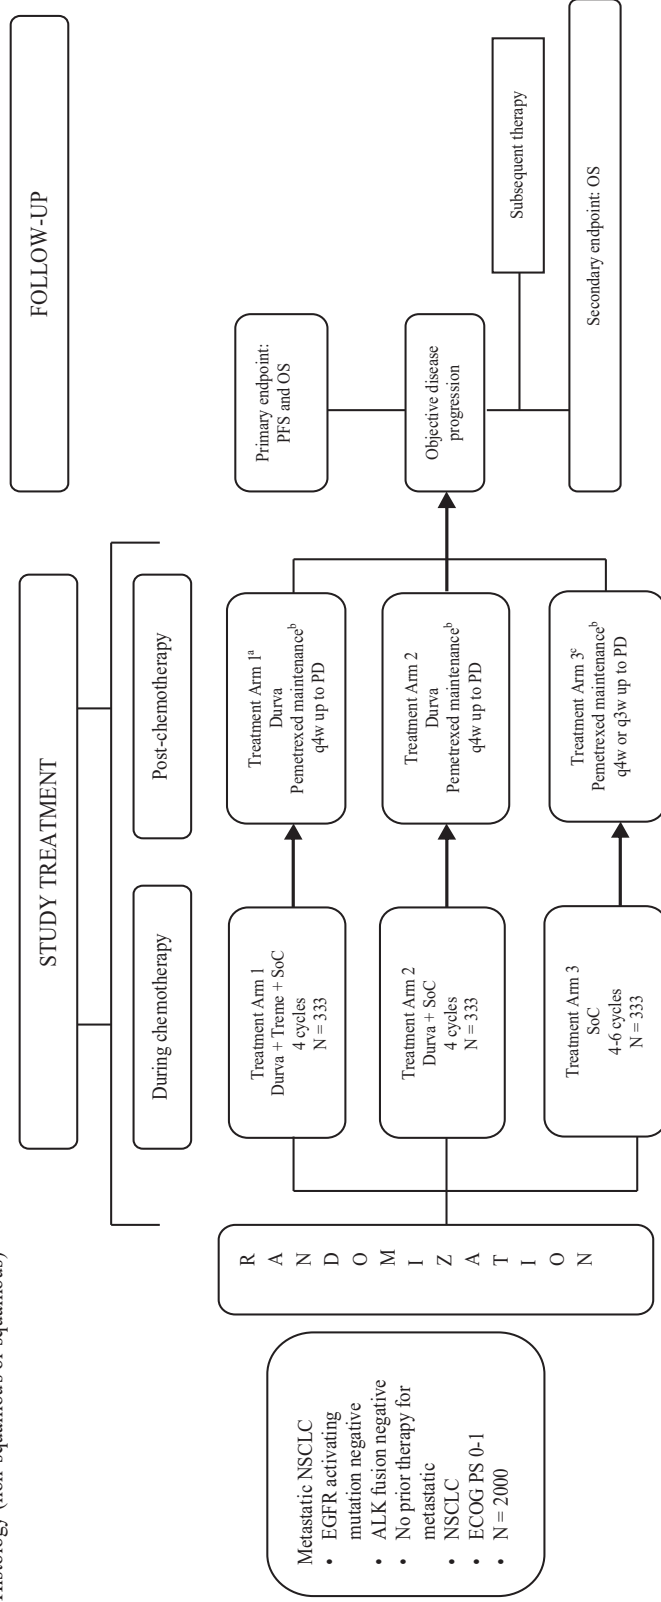 Histology (non-squamous or squamous)
STUDY TREATMENT
FOLLOW-UP
During chemotherapy
Post-chemotherapy
Metastatic NSCLC
• EGFR activating
mutation negative
• ALK fusion negative
• No prior therapy for
metastatic
• NSCLC
• ECOG PS 0-1
• N = 2000
R
A
N
D
O
M
I
Z
A
T
I
O
N
Treatment Arm 1
Durva + Treme + SoC
4 cycles
N = 333
Treatment Arm 1a
Durva
Pemetrexed maintenanceb
q4w up to PD
Treatment Arm 2
Durva + SoC
4 cycles
N = 333
Treatment Arm 2
Durva
Pemetrexed maintenanceb
q4w up to PD
Treatment Arm 3
SoC
4-6 cycles
N = 333
Treatment Arm 3c
Pemetrexed maintenanceb
q4w or q3w up to PD
Primary endpoint:
PFS and OS
Objective disease
progression
Subsequent therapy
Secondary endpoint: OS